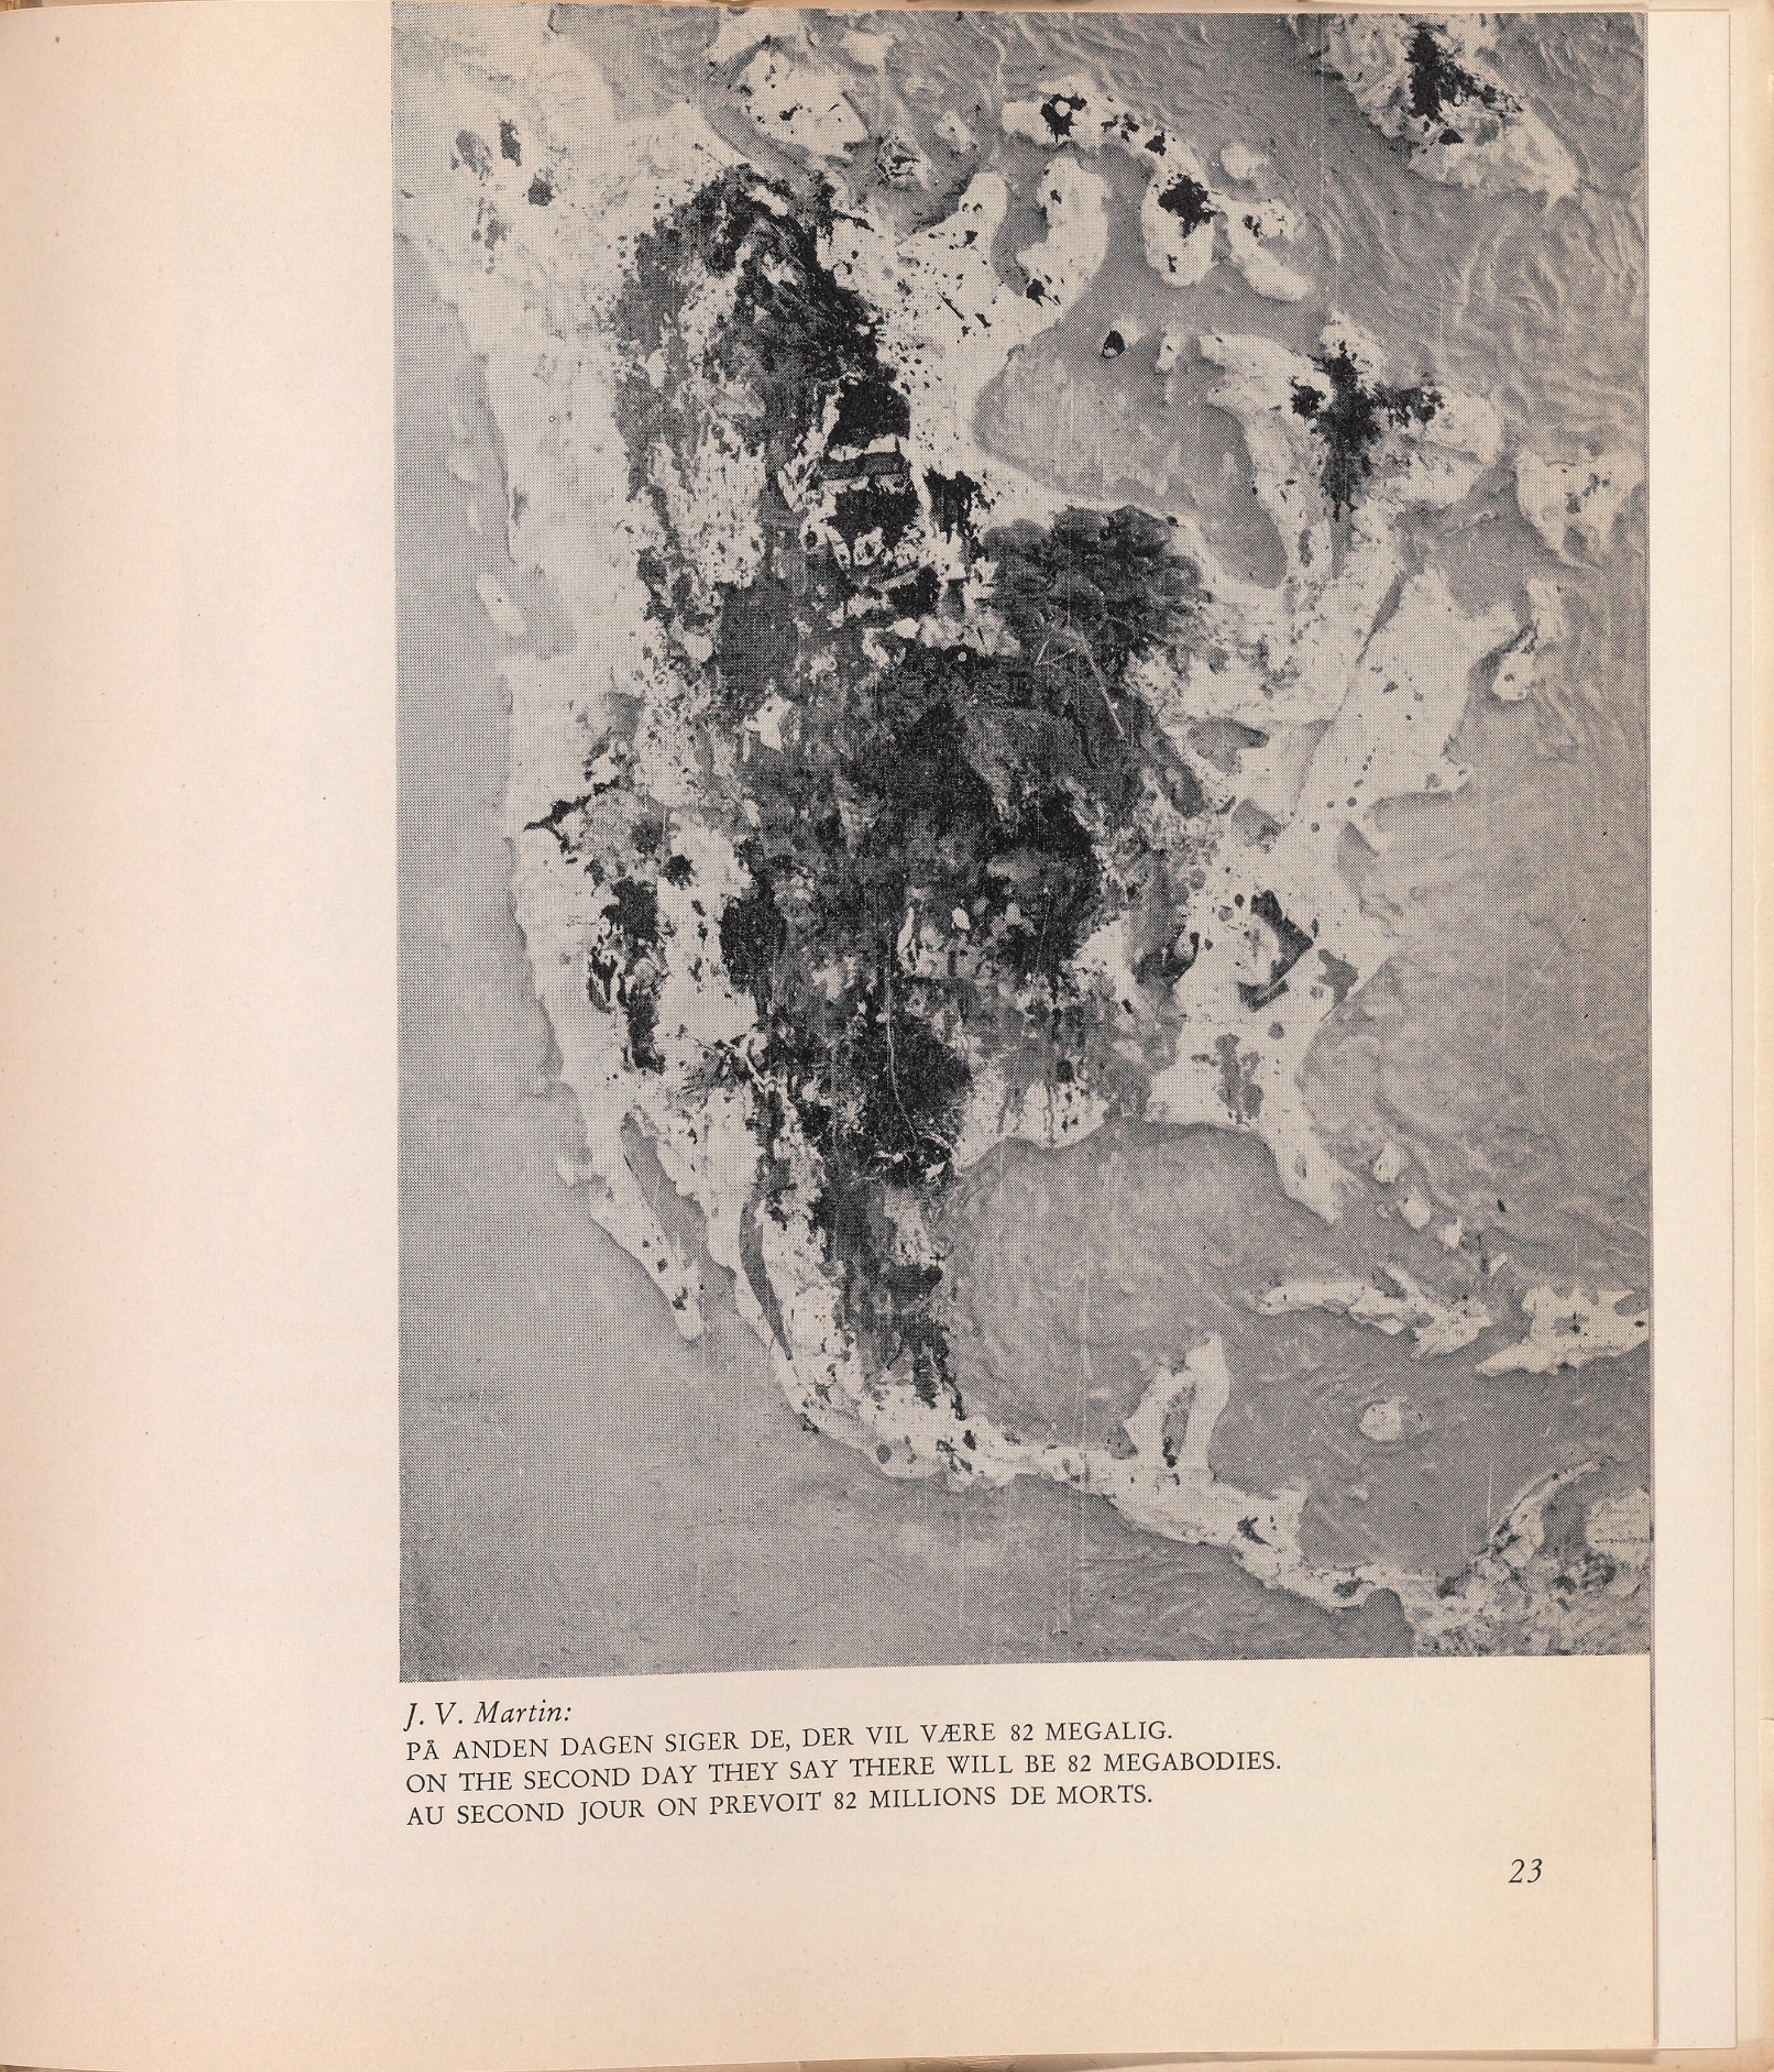 J. V. Martin:
PÅ ANDEN DAGEN SIGER DE, DER VIL VÆRE 82 MEGALIG.
ON THE SECOND DAY THEY SAY THERE WILL BE 82 MEGABODIES.
AU SECOND JOUR ON PREVOIT 82 MILLIONS DE MORTS.
23